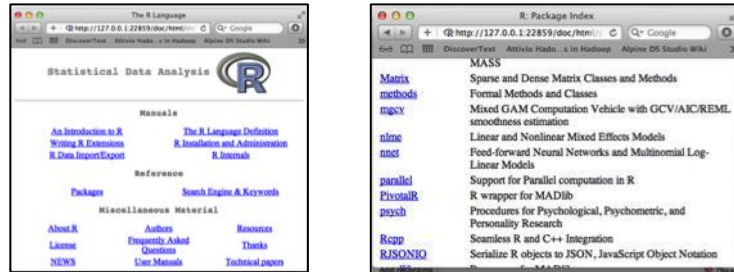 The R Language
http://127.0.0.1:22859/doc/html/
Google
DiscoverText Attivio Hado...s in Hadoop Alpine DS Studio Wiki
Statistical Data Analysis
R
Manuals
An Introduction to R The R Language Definition
Writing R Extensions R Installation and Administration
R Data Import/Export R Internals
Reference
Packages Search Engine & Keywords
Miscellaneous Material
About R Authors Resources
License Frequently Asked Questions Thanks
NEWS User Manuals Technical papers
R: Package Index
http://127.0.0.1:22859/doc/html/
Google
DiscoverText Attivio Hado...s in Hadoop Alpine DS Studio Wiki
MASS
Matrix Sparse and Dense Matrix Classes and Methods
methods Formal Methods and Classes
mgcv Mixed GAM Computation Vehicle with GCV/AIC/REML
smoothness estimation
nlme Linear and Nonlinear Mixed Effects Models
nnet Feed-forward Neural Networks and Multinomial Log-
Linear Models
parallel Support for Parallel computation in R
PivotalR R wrapper for MADlib
psych Procedures for Psychological, Psychometric, and
Personality Research
Rcpp Seamless R and C++ Integration
RJSONIO Serialize R objects to JSON, JavaScript Object Notation